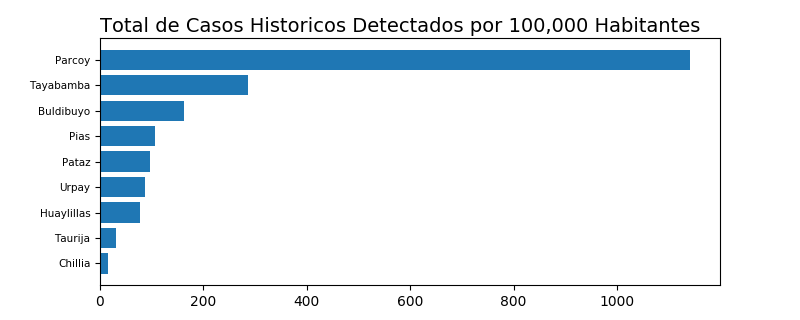 Total de Casos Historicos Detectados por 100,000 Habitantes
Parcoy
Tayabamba
Buldibuyo
Pias
Pataz
Urpay
Huaylillas
Taurija
Chillia
0 200 400 600 800 1000